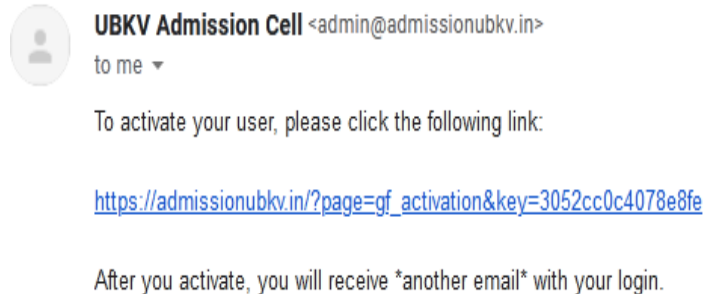 UBKV Admission Cell <admin@admissionubkv.in>
to me
To activate your user, please click the following link:
https://admissionubkv.in/?page=gf_activation&key=3052cc0c4078e8fe
After you activate, you will receive *another email* with your login.